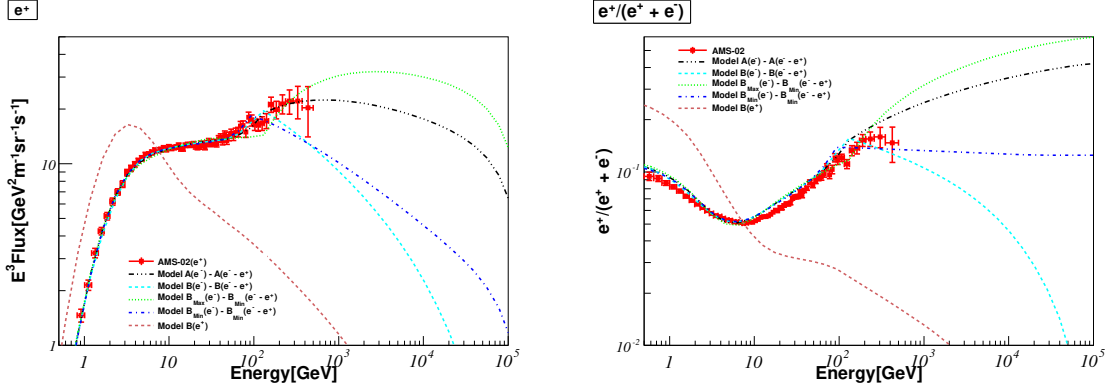 e⁺
E³Flux[GeV²m⁻¹sr⁻¹s⁻¹]
10
1
AMS-02(e⁺)
Model A(e⁻) - A(e⁻ - e⁺)
Model B(e⁻) - B(e⁻ - e⁺)
Model B_Max(e⁻) - B_Min(e⁻ - e⁺)
Model B_Min(e⁻) - B_Min(e⁻ - e⁺)
Model B(e⁺)
1 10 10² 10³ 10⁴ 10⁵
Energy[GeV]
e⁺/(e⁺ + e⁻)
e⁺/(e⁺ + e⁻)
1
10⁻¹
10⁻²
AMS-02
Model A(e⁻) - A(e⁻ - e⁺)
Model B(e⁻) - B(e⁻ - e⁺)
Model B_Max(e⁻) - B_Min(e⁻ - e⁺)
Model B_Min(e⁻) - B_Min(e⁻ - e⁺)
Model B(e⁺)
1 10 10² 10³ 10⁴ 10⁵
Energy[GeV]